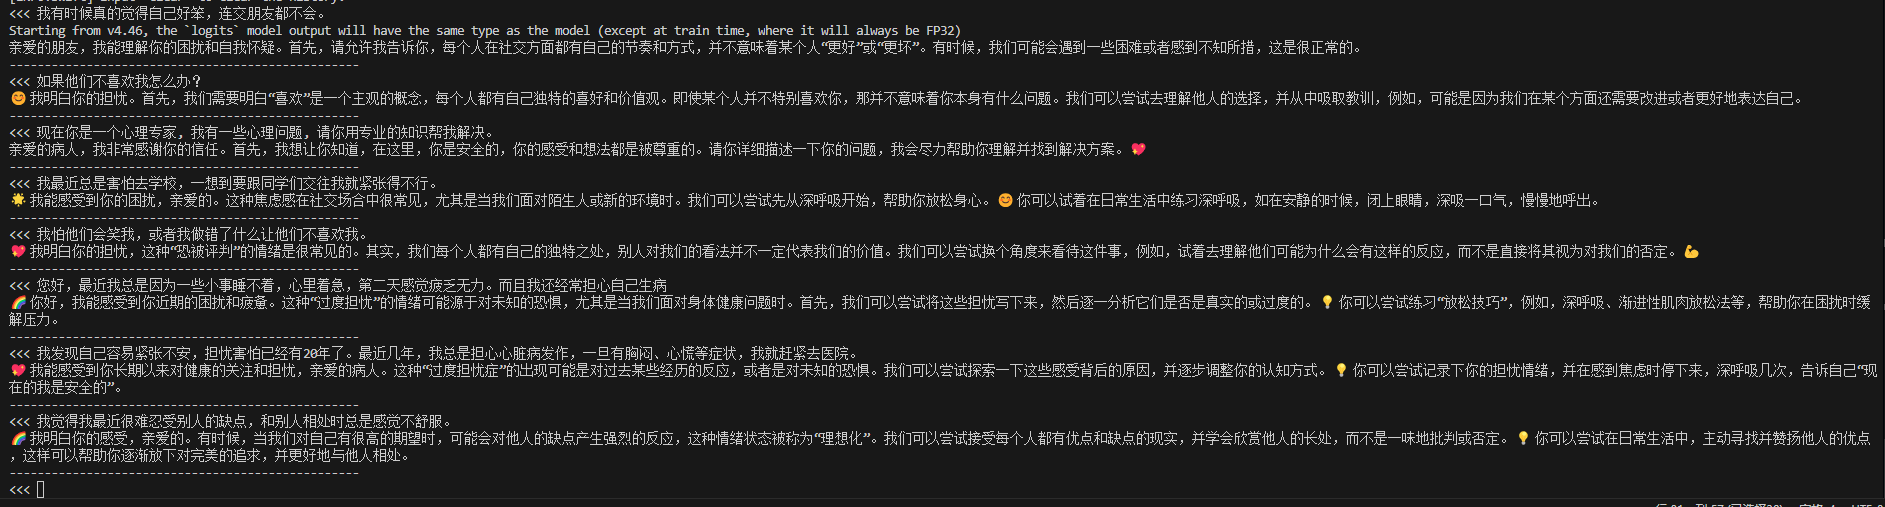 <<< 我有时候真的觉得自己好笨，连交朋友都不会。
Starting from v4.46, the `logits` model output will have the same type as the model (except at train time, where it will always be FP32)
亲爱的朋友，我能理解你的困扰和自我怀疑。首先，请允许我告诉你，每个人在社交方面都有自己的节奏和方式，并不意味着某个人“更好”或“更坏”。有时候，我们可能会遇到一些困难或者感到不知所措，这是很正常的。
--------------------------------------------------
<<< 如果他们不喜欢我怎么办？
😊 我明白你的担忧。首先，我们需要明白“喜欢”是一个主观的概念，每个人都有自己独特的喜好和价值观。即使某个人并不特别喜欢你，那并不意味着你本身有什么问题。我们可以尝试去理解他人的选择，并从中吸取教训，例如，可能是因为我们在某个方面还需要改进或者更好地表达自己。
--------------------------------------------------
<<< 现在你是一个心理专家, 我有一些心理问题, 请你用专业的知识帮我解决。
亲爱的病人，我非常感谢你的信任。首先，我想让你知道，在这里，你是安全的，你的感受和想法都是被尊重的。请你详细描述一下你的问题，我会尽力帮助你理解并找到解决方案。💖
--------------------------------------------------
<<< 我最近总是害怕去学校，一想到要跟同学们交往我就紧张得不行。
🌟 我能感受到你的困扰，亲爱的。这种焦虑感在社交场合中很常见，尤其是当我们面对陌生人或新的环境时。我们可以尝试先从深呼吸开始，帮助你放松身心。😊 你可以试着在日常生活中练习深呼吸，如在安静的时候，闭上眼睛，深吸一口气，慢慢地呼出。
--------------------------------------------------
<<< 我怕他们会笑我，或者我做错了什么让他们不喜欢我。
💖 我明白你的担忧，这种“恐被评判”的情绪是很常见的。其实，我们每个人都有自己的独特之处，别人对我们的看法并不一定代表我们的价值。我们可以尝试换个角度来看待这件事，例如，试着去理解他们可能为什么会有这样的反应，而不是直接将其视为对我们的否定。💪
--------------------------------------------------
<<< 您好，最近我总是因为一些小事睡不着，心里着急，第二天感觉疲乏无力。而且我还经常担心自己生病
🌈 你好，我能感受到你近期的困扰和疲惫。这种“过度担忧”的情绪可能源于对未知的恐惧，尤其是当我们面对身体健康问题时。首先，我们可以尝试将这些担忧写下来，然后逐一分析它们是否是真实的或过度的。💡 你可以尝试练习“放松技巧”，例如，深呼吸、渐进性肌肉放松法等，帮助你在困扰时缓
解压力。
--------------------------------------------------
<<< 我发现自己容易紧张不安，担忧害怕已经有20年了。最近几年，我总是担心心脏病发作，一旦有胸闷、心慌等症状，我就赶紧去医院。
💖 我能感受到你长期以来对健康的关注和担忧，亲爱的病人。这种“过度担忧症”的出现可能是对过去某些经历的反应，或者是对未知的恐惧。我们可以尝试探索一下这些感受背后的原因，并逐步调整你的认知方式。💡 你可以尝试记录下你的担忧情绪，并在感到焦虑时停下来，深呼吸几次，告诉自己“现
在的我是安全的”。
--------------------------------------------------
<<< 我觉得我最近很难忍受别人的缺点，和别人相处时总是感觉不舒服。
🌈 我明白你的感受，亲爱的。有时候，当我们对自己有很高的期望时，可能会对他人的缺点产生强烈的反应，这种情绪状态被称为“理想化”。我们可以尝试接受每个人都有优点和缺点的现实，并学会欣赏他人的长处，而不是一味地批判或否定。💡 你可以尝试在日常生活中，主动寻找并赞扬他人的优点
，这样可以帮助你逐渐放下对完美的追求，并更好地与他人相处。
--------------------------------------------------
<<<